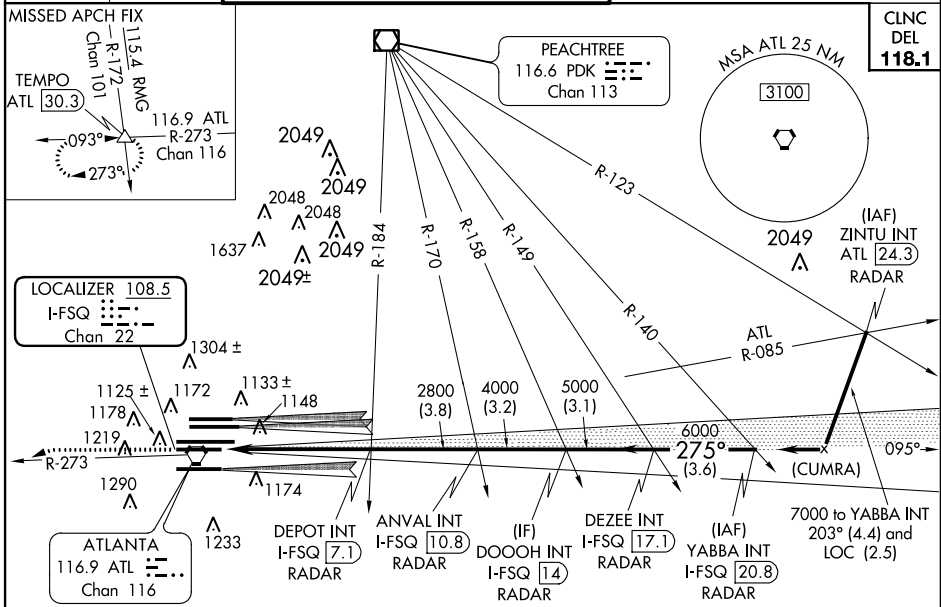 MISSED APCH FIX
115.4 RMG
R-172
Chan 101
TEMPO
ATL 30.3
116.9 ATL
R-273
Chan 116
093°
273°
PEACHTREE
116.6 PDK
Chan 113
MSA ATL 25 NM
3100
CLNC
DEL
118.1
2049
2049
2048
2048
1637
2049
2049±
R-184
R-170
R-158
R-149
R-140
R-123
2049
(IAF)
ZINTU INT
ATL 24.3
RADAR
ATL
R-085
LOCALIZER 108.5
I-FSQ
Chan 22
1304 ±
1125 ±
1172
1133 ±
1178
1148
1219
R-273
1290
1174
1233
2800
(3.8)
4000
(3.2)
5000
(3.1)
6000
275°
(3.6)
(CUMRA)
095°
ATLANTA
116.9 ATL
Chan 116
DEPOT INT
I-FSQ 7.1
RADAR
ANVAL INT
I-FSQ 10.8
RADAR
(IF)
DOOOH INT
I-FSQ 14
RADAR
DEZEE INT
I-FSQ 17.1
RADAR
(IAF)
YABBA INT
I-FSQ 20.8
RADAR
7000 to YABBA INT
203° (4.4) and
LOC (2.5)